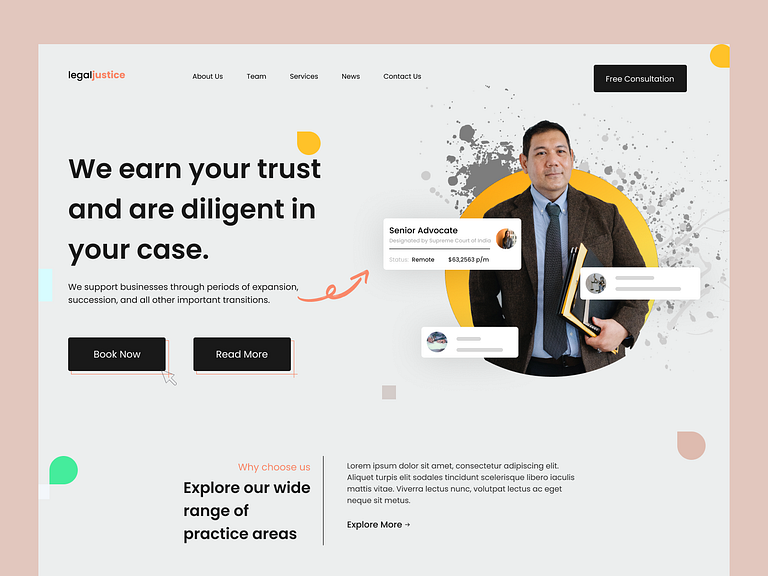 legaljustice
About Us
Team
Services
News
Contact Us
Free Consultation
We earn your trust
and are diligent in
your case.
We support businesses through periods of expansion,
succession, and all other important transitions.
Book Now
Read More
Senior Advocate
Designated by Supreme Court of India
Status: Remote $63,2563 p/m
Why choose us
Explore our wide
range of
practice areas
Lorem ipsum dolor sit amet, consectetur adipiscing elit.
Aliquet turpis elit sodales tincidunt scelerisque libero iaculis
mattis vitae. Viverra lectus nunc, volutpat lectus ac eget
neque sit metus.
Explore More →